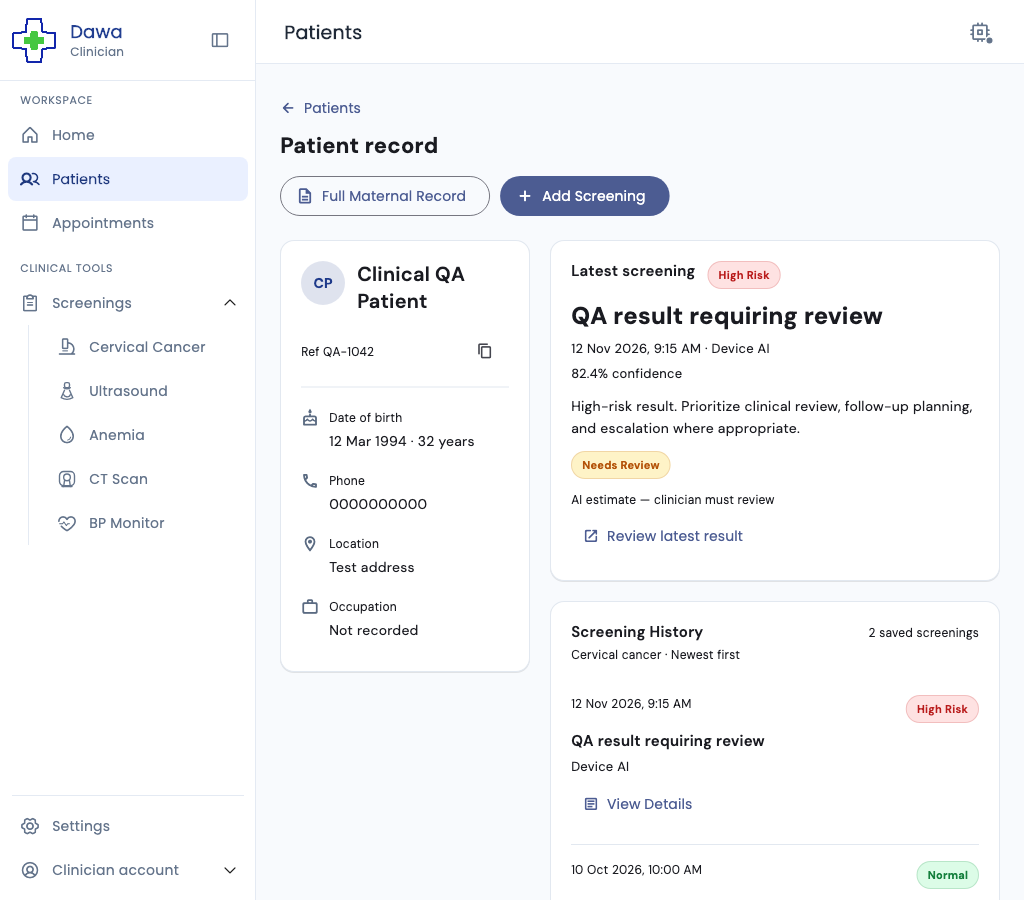 Dawa
Clinician
WORKSPACE
Home
Patients
Appointments
CLINICAL TOOLS
Screenings
Cervical Cancer
Ultrasound
Anemia
CT Scan
BP Monitor
Settings
Clinician account
Patients
Patients
Patient record
Full Maternal Record
Add Screening
CP
Clinical QA
Patient
Ref QA-1042
Date of birth
12 Mar 1994 · 32 years
Phone
0000000000
Location
Test address
Occupation
Not recorded
Latest screening
High Risk
QA result requiring review
12 Nov 2026, 9:15 AM · Device AI
82.4% confidence
High-risk result. Prioritize clinical review, follow-up planning,
and escalation where appropriate.
Needs Review
AI estimate — clinician must review
Review latest result
Screening History
2 saved screenings
Cervical cancer · Newest first
12 Nov 2026, 9:15 AM
High Risk
QA result requiring review
Device AI
View Details
10 Oct 2026, 10:00 AM
Normal